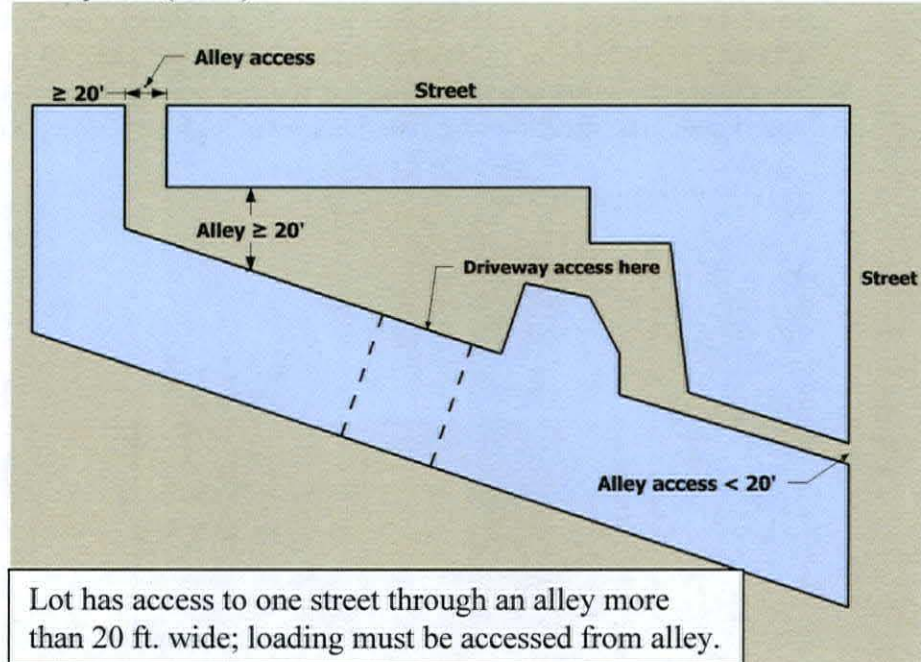 Alley access
≥ 20'
Street
Alley ≥ 20'
Driveway access here
Street
Alley access < 20'
Lot has access to one street through an alley more
than 20 ft. wide; loading must be accessed from alley.